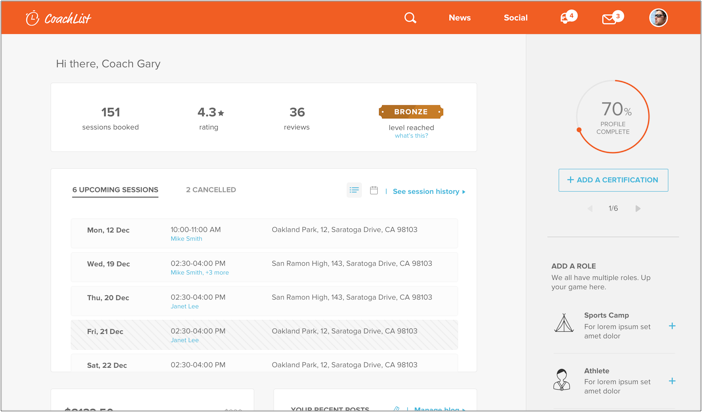 CoachList
News
Social
4
3
Hi there, Coach Gary
151
sessions booked
4.3★
rating
36
reviews
BRONZE
level reached
what's this?
70%
PROFILE
COMPLETE
+ ADD A CERTIFICATION
1/6
6 UPCOMING SESSIONS
2 CANCELLED
See session history
Mon, 12 Dec
10:00-11:00 AM
Mike Smith
Oakland Park, 12, Saratoga Drive, CA 98103
Wed, 19 Dec
02:30-04:00 PM
Mike Smith, +3 more
San Ramon High, 143, Saratoga Drive, CA 98103
Thu, 20 Dec
02:30-04:00 PM
Janet Lee
San Ramon High, 143, Saratoga Drive, CA 98103
Fri, 21 Dec
02:30-04:00 PM
Janet Lee
Oakland Park, 12, Saratoga Drive, CA 98103
Sat, 22 Dec
02:30-04:00 PM
Oakland Park, 12, Saratoga Drive, CA 98103
ADD A ROLE
We all have multiple roles. Up
your game here.
Sports Camp
For lorem ipsum set
amet dolor
Athlete
For lorem ipsum set
amet dolor
YOUR RECENT POSTS
Manage blog